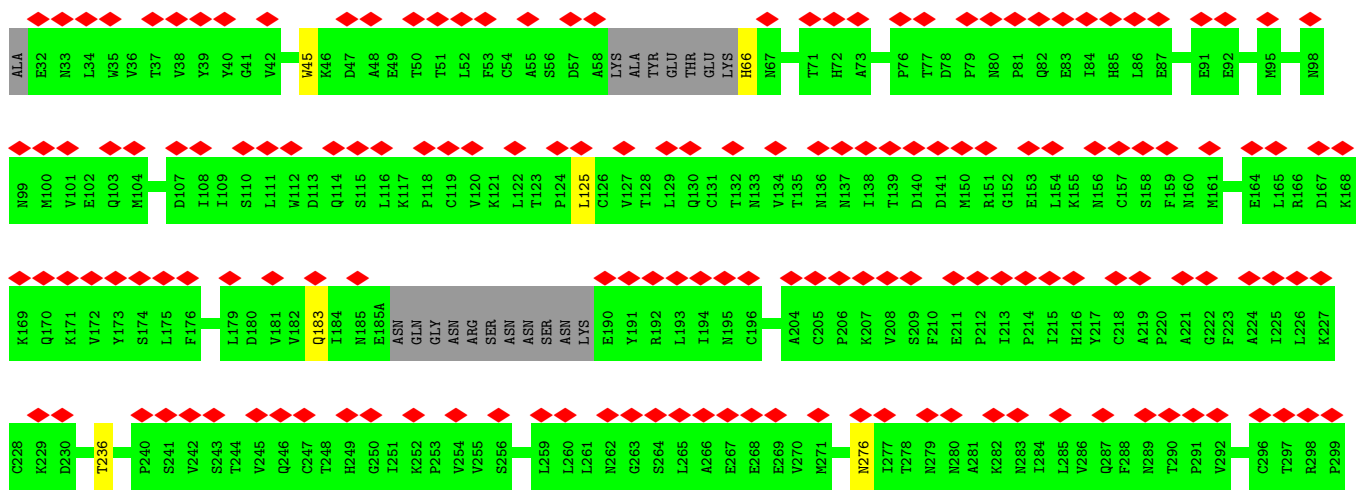 ALA E32 N33 L34 W35 V36 T37 V38 Y39 Y40 G41 V42 W45 K46 D47 A48 E49 T50 T51 L52 F53 C54 A55 S56 D57 A58 LYS ALA TYR GLU THR GLU LYS H66 N67 T71 H72 A73 P76 T77 D78 P79 N80 P81 Q82 E83 I84 H85 L86 E87 E91 E92 M95 N98
N99 M100 V101 E102 Q103 M104 D107 I108 I109 S110 L111 W112 D113 Q114 S115 L116 K117 P118 C119 V120 K121 L122 T123 P124 L125 C126 V127 T128 L129 Q130 C131 T132 N133 V134 T135 N136 N137 I138 T139 D140 D141 M150 R151 G152 E153 L154 K155 N156 C157 S158 F159 N160 M161 E164 L165 R166 D167 K168
K169 Q170 K171 V172 Y173 S174 L175 F176 L179 D180 V181 V182 Q183 I184 N185 E185A ASN GLN GLY ASN ARG SER ASN ASN SER ASN LYS E190 Y191 R192 L193 I194 N195 C196 A204 C205 P206 K207 V208 S209 F210 E211 P212 I213 P214 I215 H216 Y217 C218 A219 P220 A221 G222 F223 A224 I225 L226 K227
C228 K229 D230 T236 P240 S241 V242 S243 T244 V245 Q246 C247 T248 H249 G250 I251 K252 P253 V254 V255 S256 L259 L260 L261 N262 G263 S264 L265 A266 E267 E268 E269 V270 M271 N276 I277 T278 N279 N280 A281 K282 N283 I284 L285 V286 Q287 F288 N289 T290 P291 V292 C296 T297 R298 P299